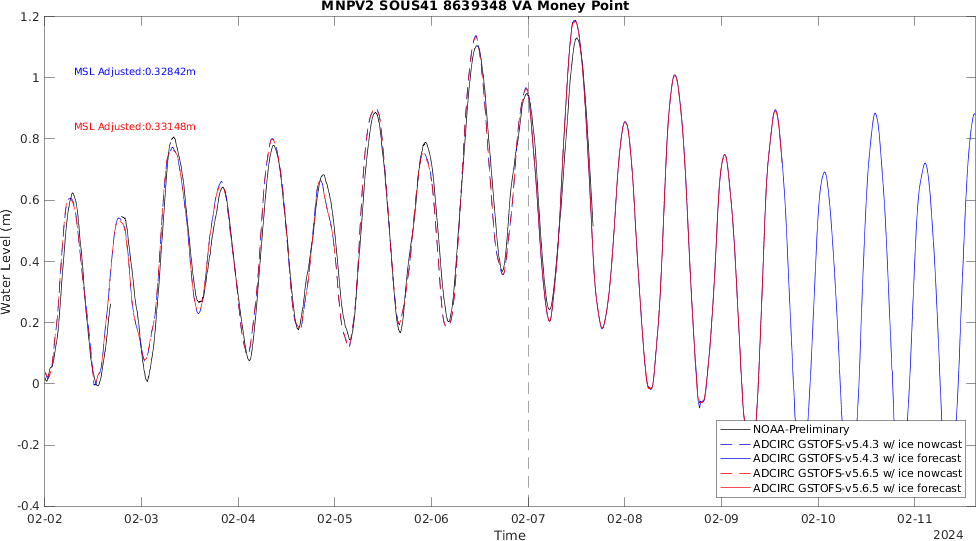 MNPV2 SOUS41 8639348 VA Money Point
MSL Adjusted:0.32842m
MSL Adjusted:0.33148m
Water Level (m)
1.2
1
0.8
0.6
0.4
0.2
0
-0.2
-0.4
NOAA-Preliminary
ADCIRC GSTOFS-v5.4.3 w/ ice nowcast
ADCIRC GSTOFS-v5.4.3 w/ ice forecast
ADCIRC GSTOFS-v5.6.5 w/ ice nowcast
ADCIRC GSTOFS-v5.6.5 w/ ice forecast
02-02 02-03 02-04 02-05 02-06 02-07 02-08 02-09 02-10 02-11
Time
2024